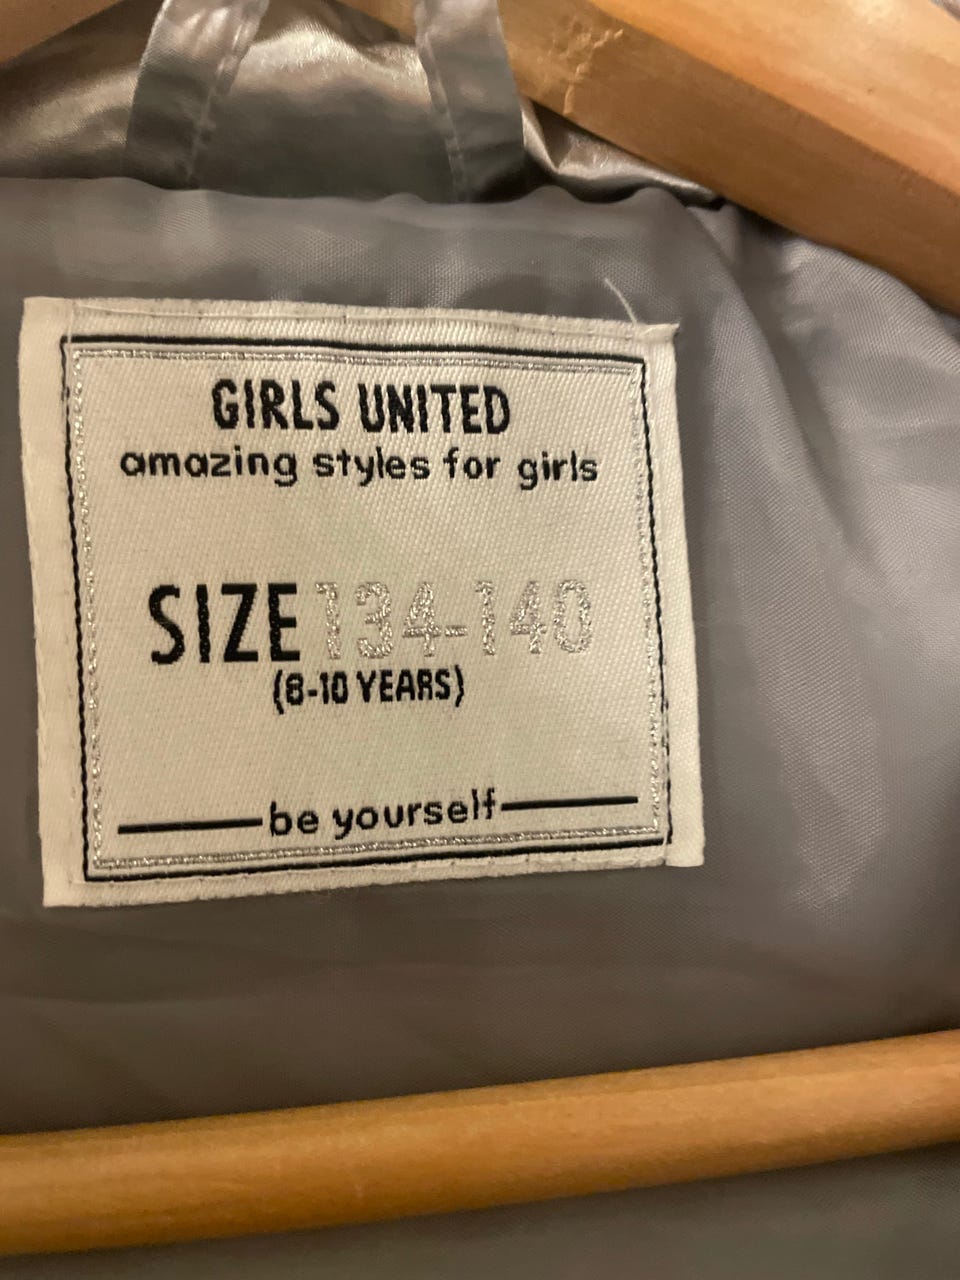 GIRLS UNITED
amazing styles for girls
SIZE 134-140
(8-10 YEARS)
be yourself